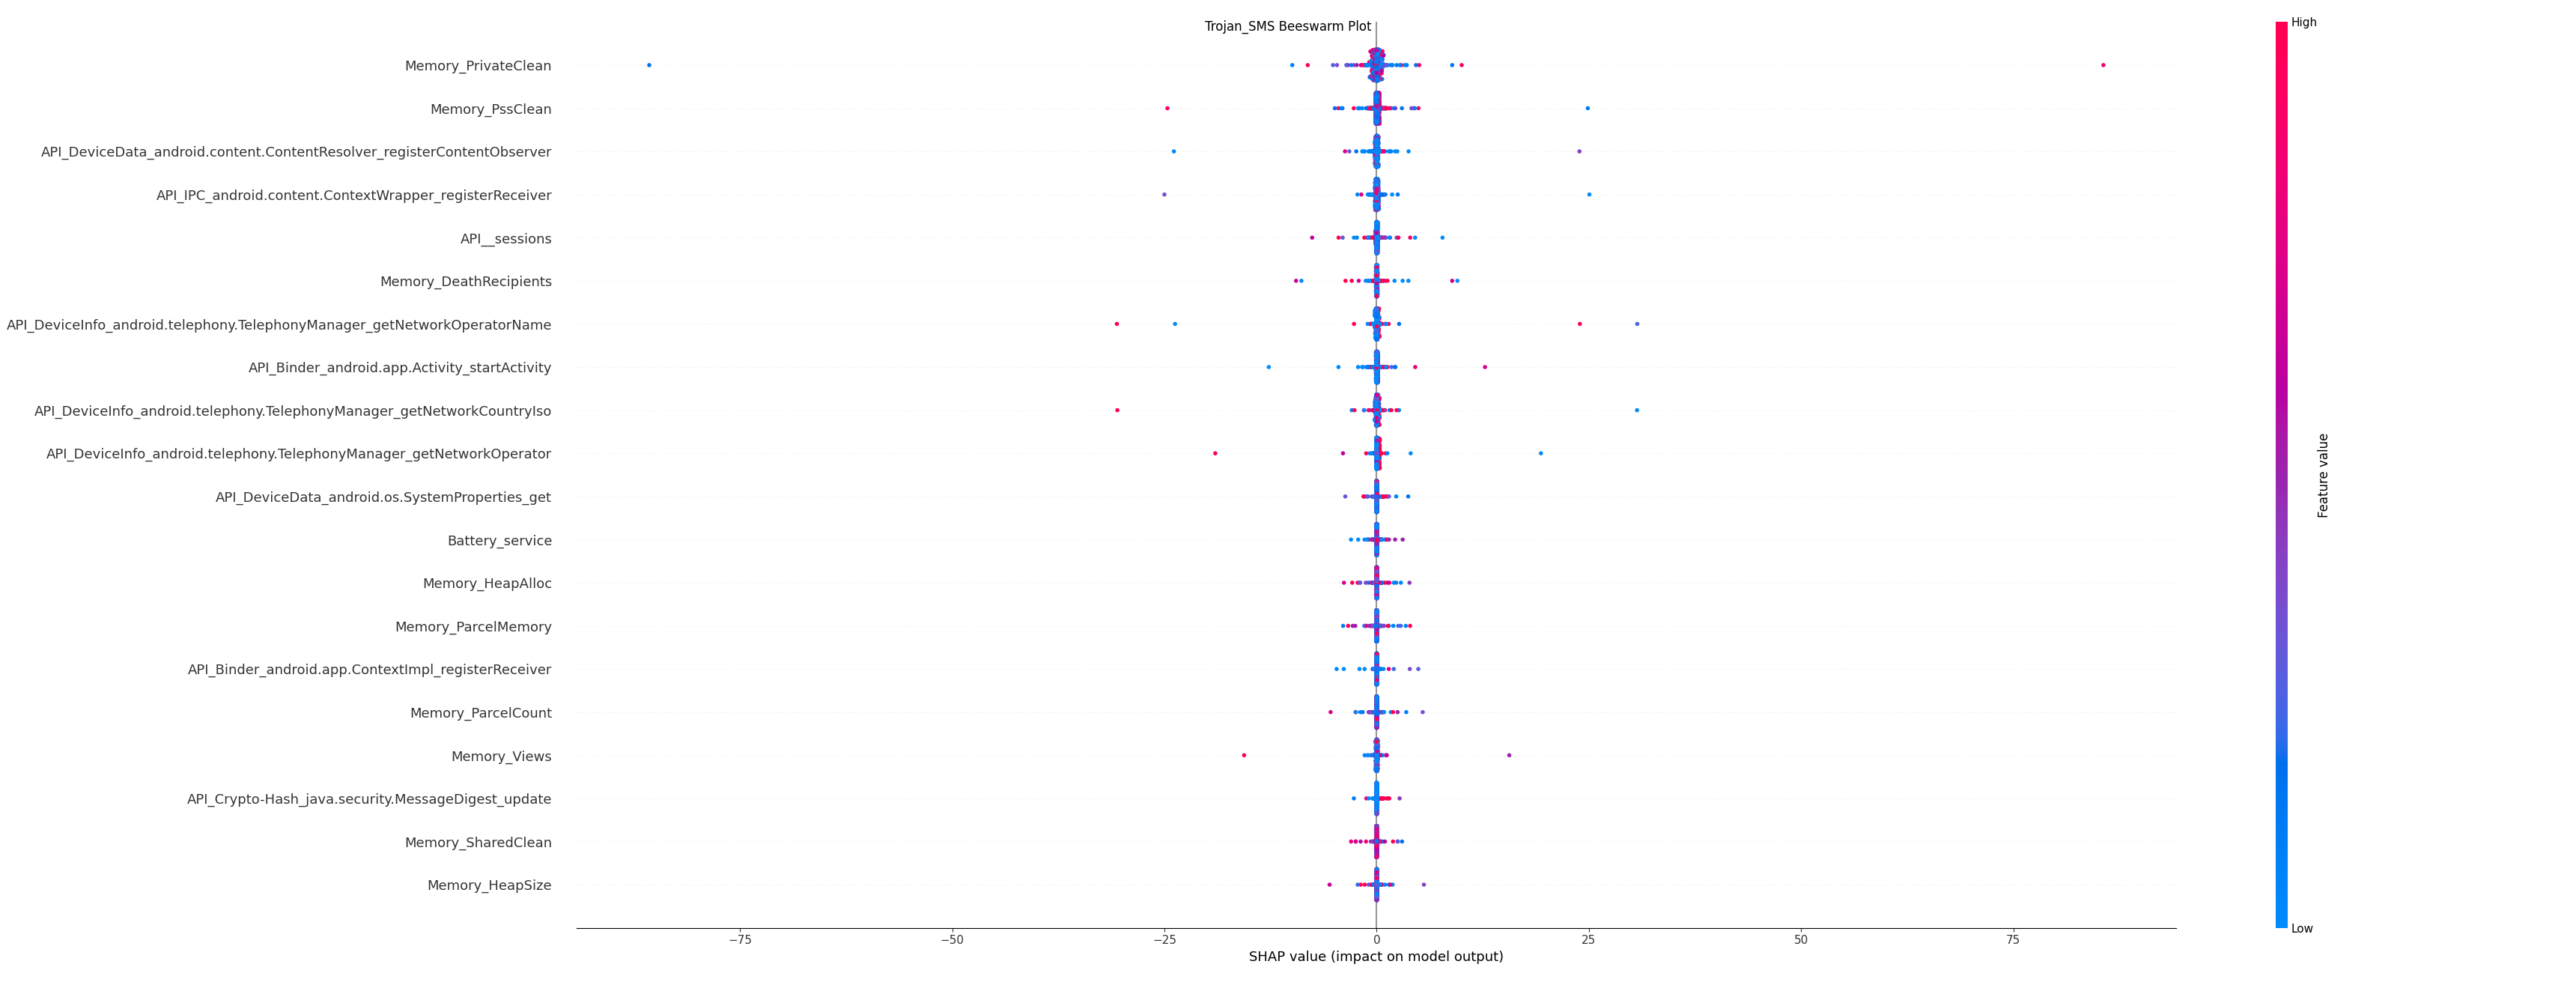 Trojan_SMS Beeswarm Plot
High
Memory_PrivateClean
Memory_PssClean
API_DeviceData_android.content.ContentResolver_registerContentObserver
API_IPC_android.content.ContextWrapper_registerReceiver
API__sessions
Memory_DeathRecipients
API_DeviceInfo_android.telephony.TelephonyManager_getNetworkOperatorName
API_Binder_android.app.Activity_startActivity
API_DeviceInfo_android.telephony.TelephonyManager_getNetworkCountryIso
API_DeviceInfo_android.telephony.TelephonyManager_getNetworkOperator
API_DeviceData_android.os.SystemProperties_get
Battery_service
Memory_HeapAlloc
Memory_ParcelMemory
API_Binder_android.app.ContextImpl_registerReceiver
Memory_ParcelCount
Memory_Views
API_Crypto-Hash_java.security.MessageDigest_update
Memory_SharedClean
Memory_HeapSize
Feature value
Low
−75 −50 −25 0 25 50 75
SHAP value (impact on model output)